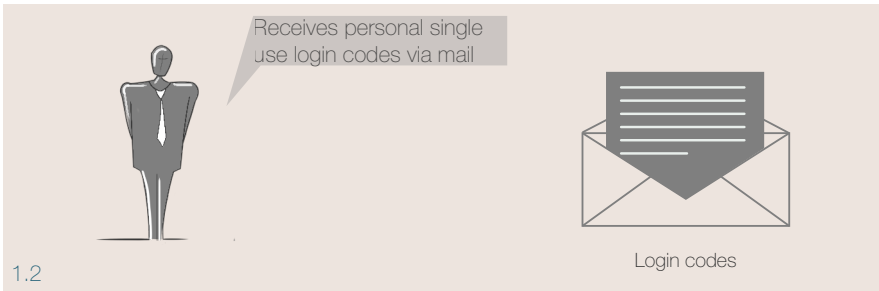 Receives personal single
use login codes via mail
Login codes
1.2